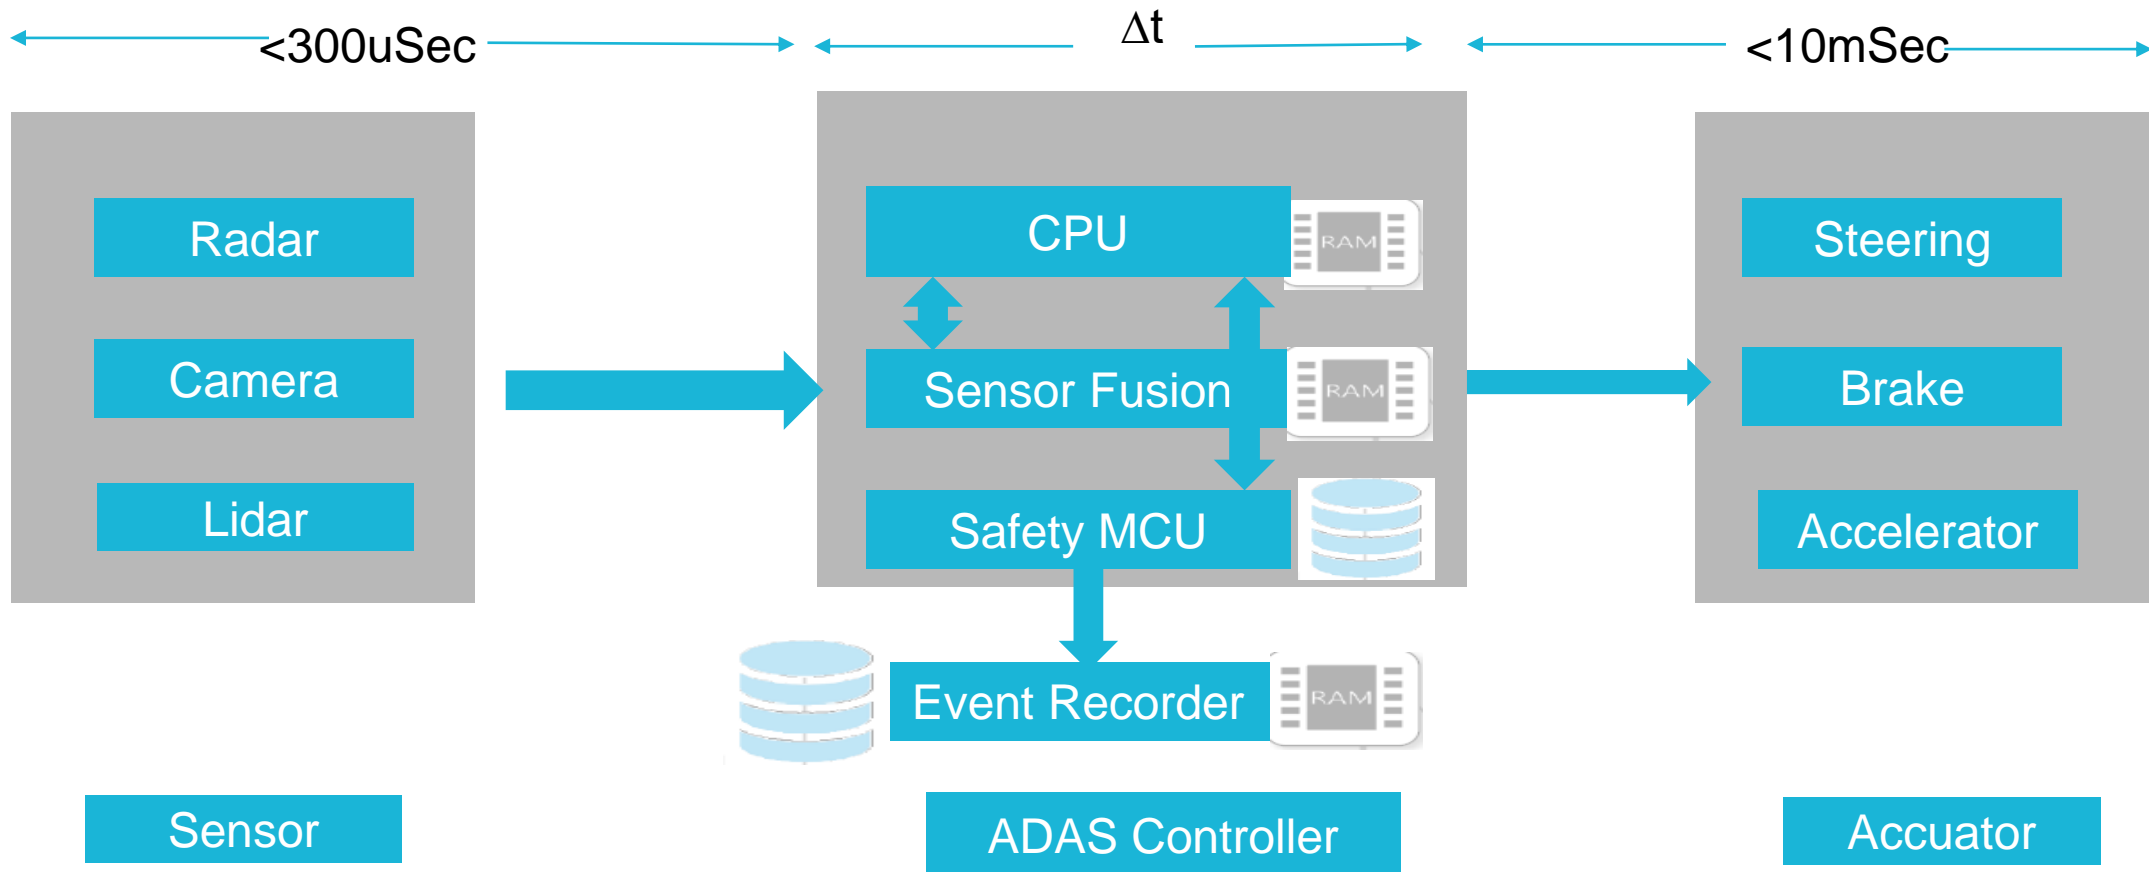 <300uSec
Δt
<10mSec
Radar
Camera
Lidar
CPU
RAM
Sensor Fusion
RAM
Safety MCU
Event Recorder
RAM
Steering
Brake
Accelerator
Sensor
ADAS Controller
Accuator